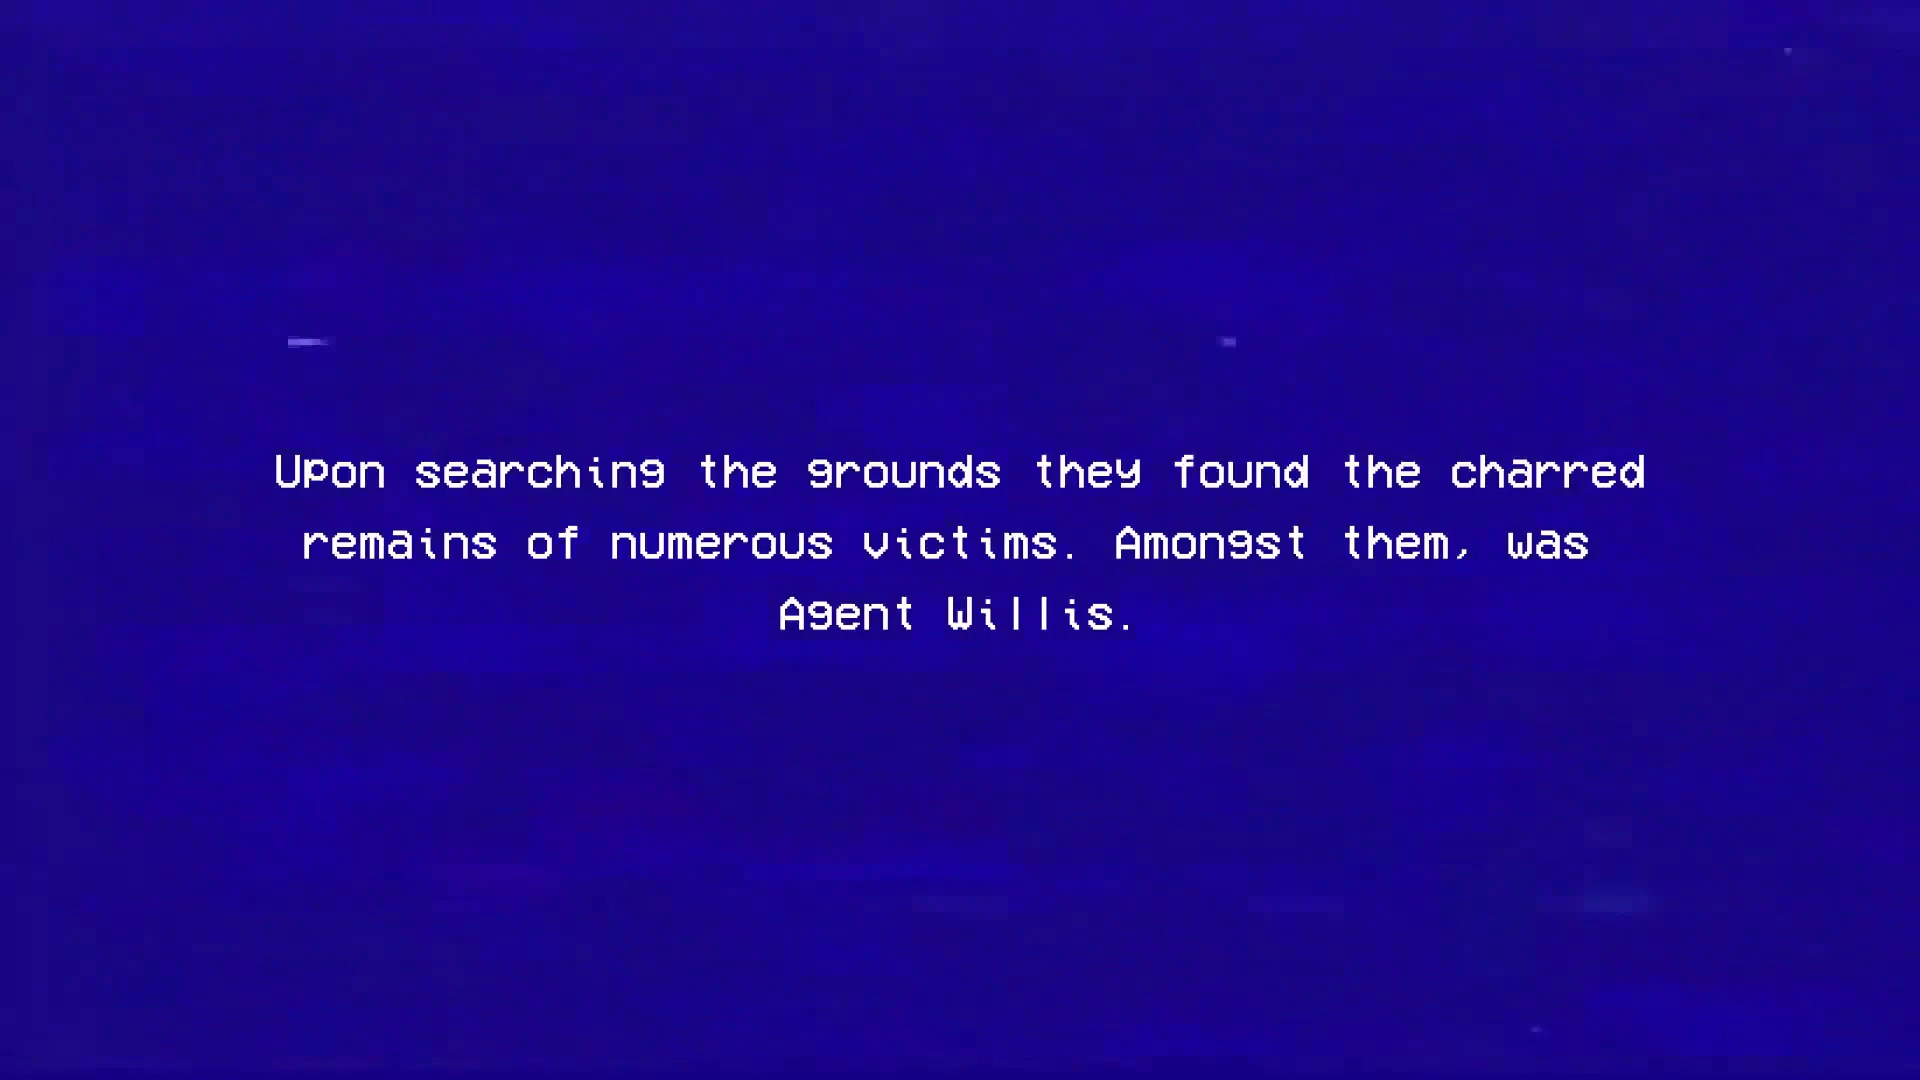 Upon searching the grounds they found the charred
remains of numerous victims. Amongst them, was
Agent Willis.